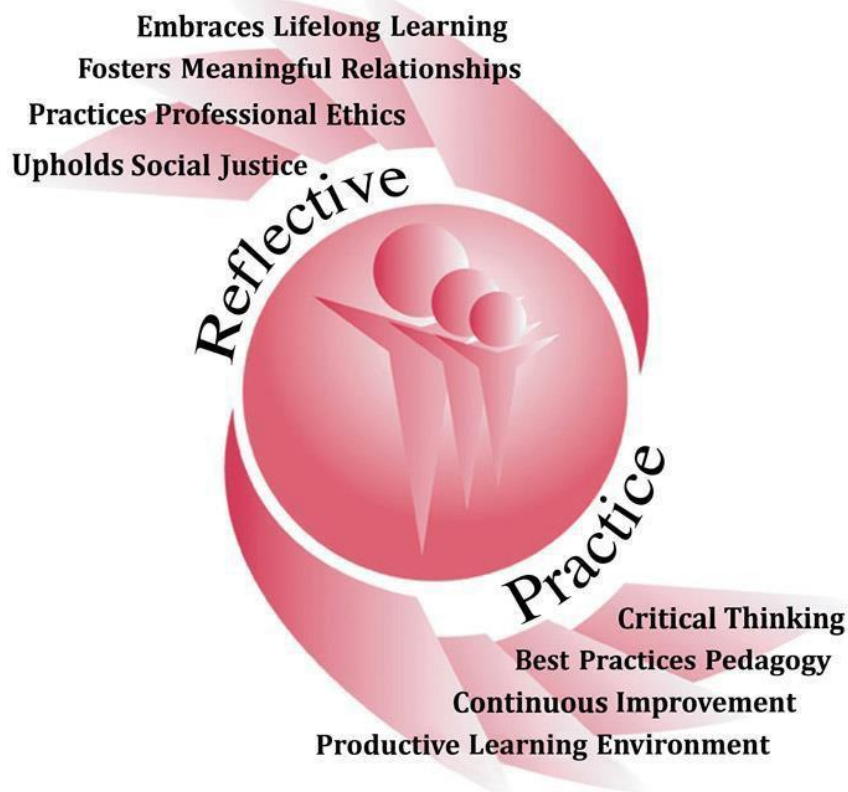 Embraces Lifelong Learning
Fosters Meaningful Relationships
Practices Professional Ethics
Upholds Social Justice
Reflective
Practice
Critical Thinking
Best Practices Pedagogy
Continuous Improvement
Productive Learning Environment